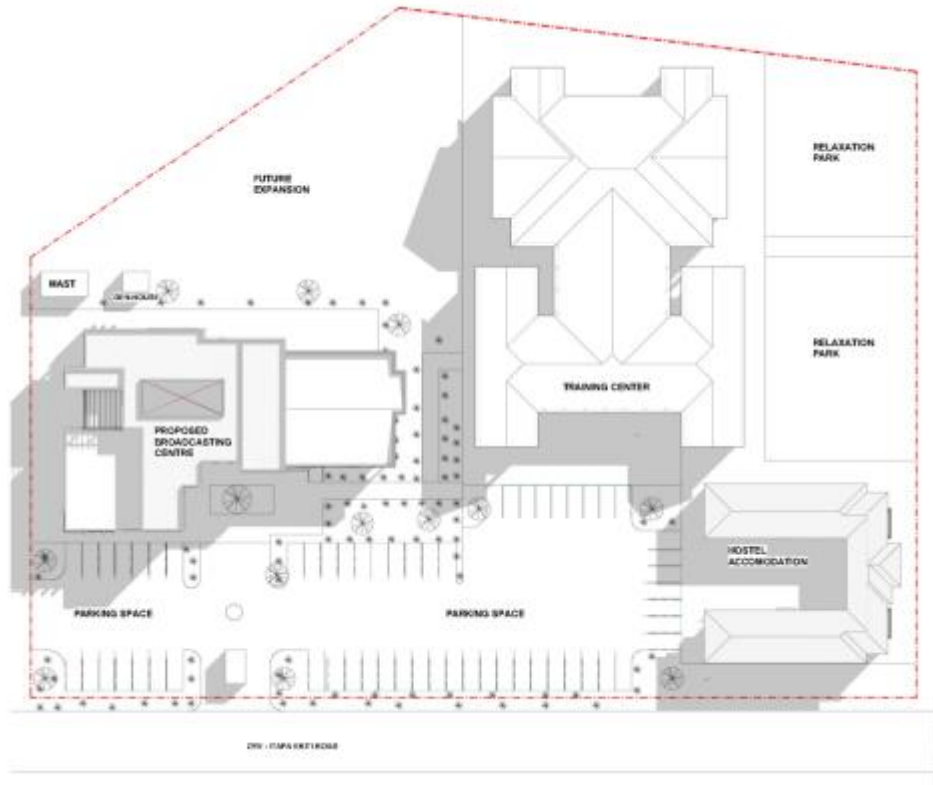 RELAXATION
PARK
FUTURE
EXPANSION
MAST
RELAXATION
PARK
TRAINING CENTER
PROPOSED
BROADCASTING
CENTRE
HOSTEL
ACCOMODATION
PARKING SPACE
PARKING SPACE